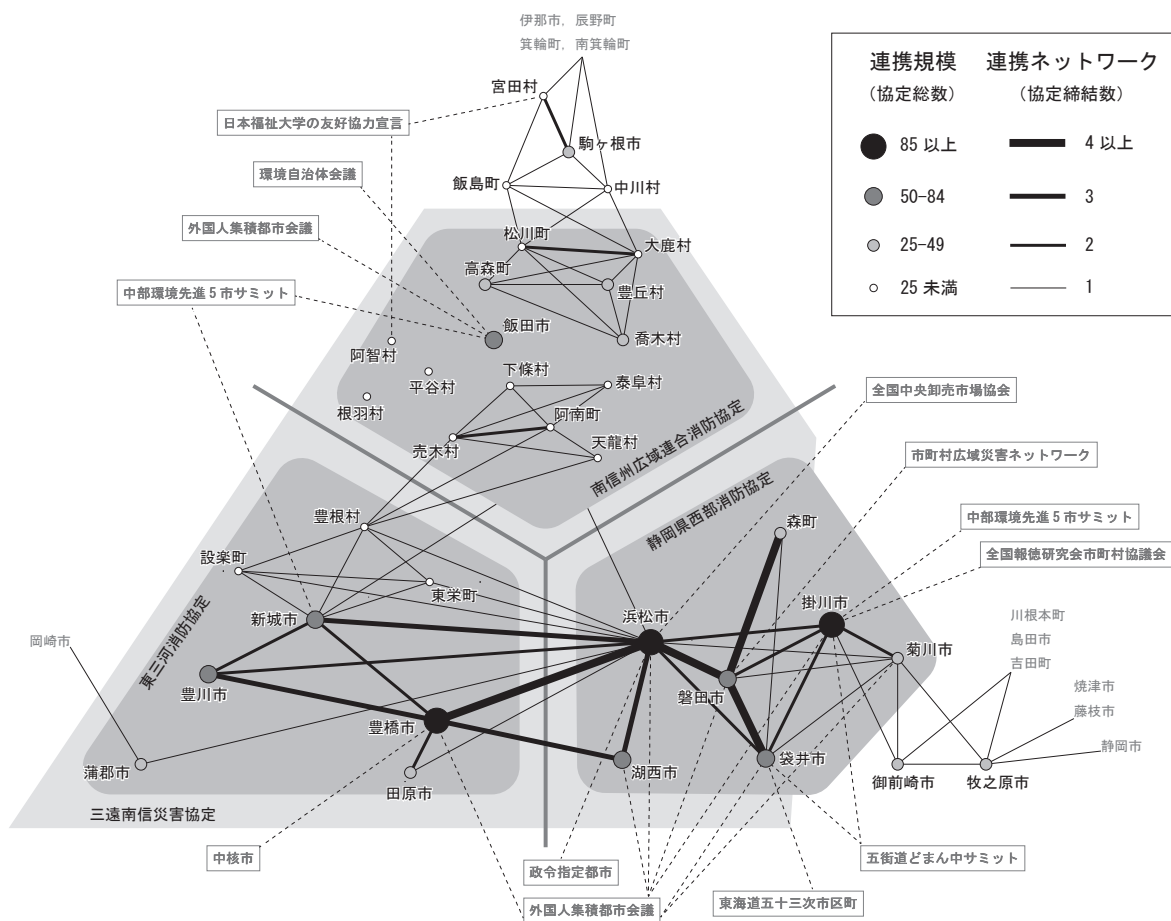 伊那市，辰野町
箕輪町，南箕輪町
宮田村
日本福祉大学の友好協力宣言
駒ヶ根市
環境自治体会議
飯島町
中川村
外国人集積都市会議
松川町
大鹿村
高森町
豊丘村
中部環境先進5市サミット
飯田市
喬木村
阿智村
平谷村
下條村
泰阜村
根羽村
阿南町
売木村
天龍村
南信州広域連合消防協定
連携規模
（協定総数）
85 以上
50-84
25-49
25 未満
連携ネットワーク
（協定締結数）
4 以上
3
2
1
全国中央卸売市場協会
市町村広域災害ネットワーク
静岡県西部消防協定
中部環境先進5市サミット
全国報徳研究会市町村協議会
豊根村
森町
設楽町
東栄町
新城市
浜松市
掛川市
川根本町
島田市
吉田町
岡崎市
東三河消防協定
菊川市
豊川市
磐田市
焼津市
藤枝市
豊橋市
静岡市
蒲郡市
田原市
湖西市
袋井市
御前崎市
牧之原市
三遠南信災害協定
中核市
政令指定都市
五街道どまん中サミット
外国人集積都市会議
東海道五十三次市区町